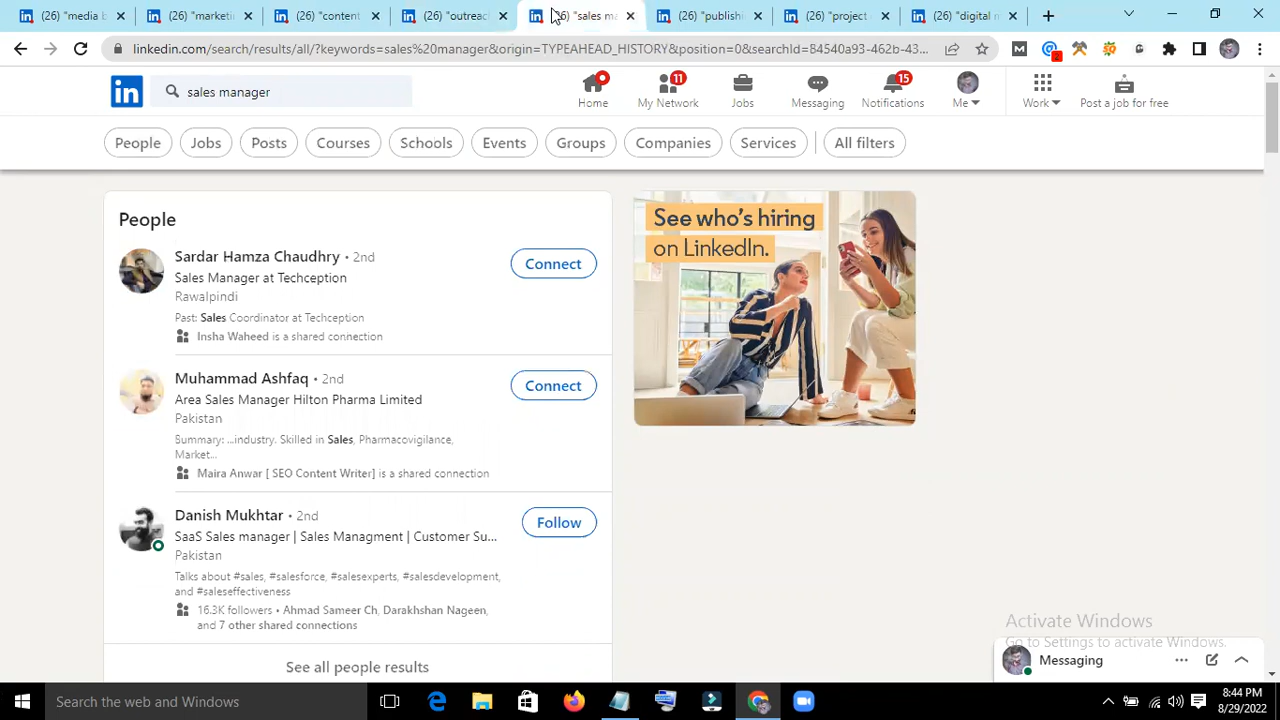 (26) "media b
(26) "marketi
(26) "content
(26) "outreac
(26) "sales ma
(26) "publish
(26) "project
(26) "digital m
linkedin.com/search/results/all/?keywords=sales%20manager&origin=TYPEAHEAD_HISTORY&position=0&searchId=84540a93-462b-43...
in
sales manager
Home
11
My Network
Jobs
Messaging
15
Notifications
Me
Work
Post a job for free
People
Jobs
Posts
Courses
Schools
Events
Groups
Companies
Services
All filters
People
Sardar Hamza Chaudhry • 2nd
Sales Manager at Techception
Rawalpindi
Past: Sales Coordinator at Techception
Insha Waheed is a shared connection
Connect
Muhammad Ashfaq • 2nd
Area Sales Manager Hilton Pharma Limited
Pakistan
Summary: ...industry. Skilled in Sales, Pharmacovigilance,
Market...
Maira Anwar [ SEO Content Writer] is a shared connection
Connect
Danish Mukhtar • 2nd
SaaS Sales manager | Sales Managment | Customer Su...
Pakistan
Talks about #sales, #salesforce, #salesexperts, #salesdevelopment,
and #saleseffectiveness
16.3K followers • Ahmad Sameer Ch, Darakhshan Nageen,
and 7 other shared connections
Follow
See all people results
See who's hiring
on LinkedIn.
Activate Windows
Go to Settings to activate Windows.
Messaging
Search the web and Windows
8:44 PM
8/29/2022